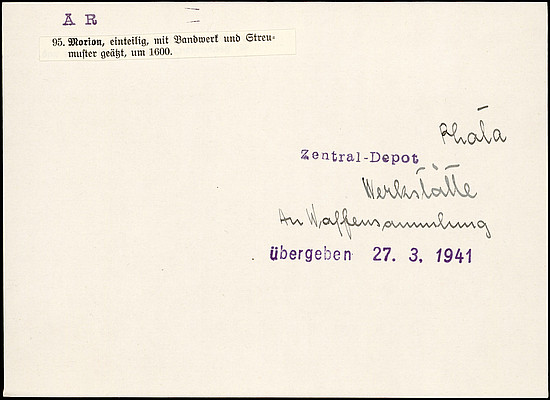 A R
95. Morion, einteilig, mit Bandwerk und Streu-
muster geätzt, um 1600.
Zentral-Depot
Werkstätte
An Waffensammlung
übergeben 27. 3. 1941